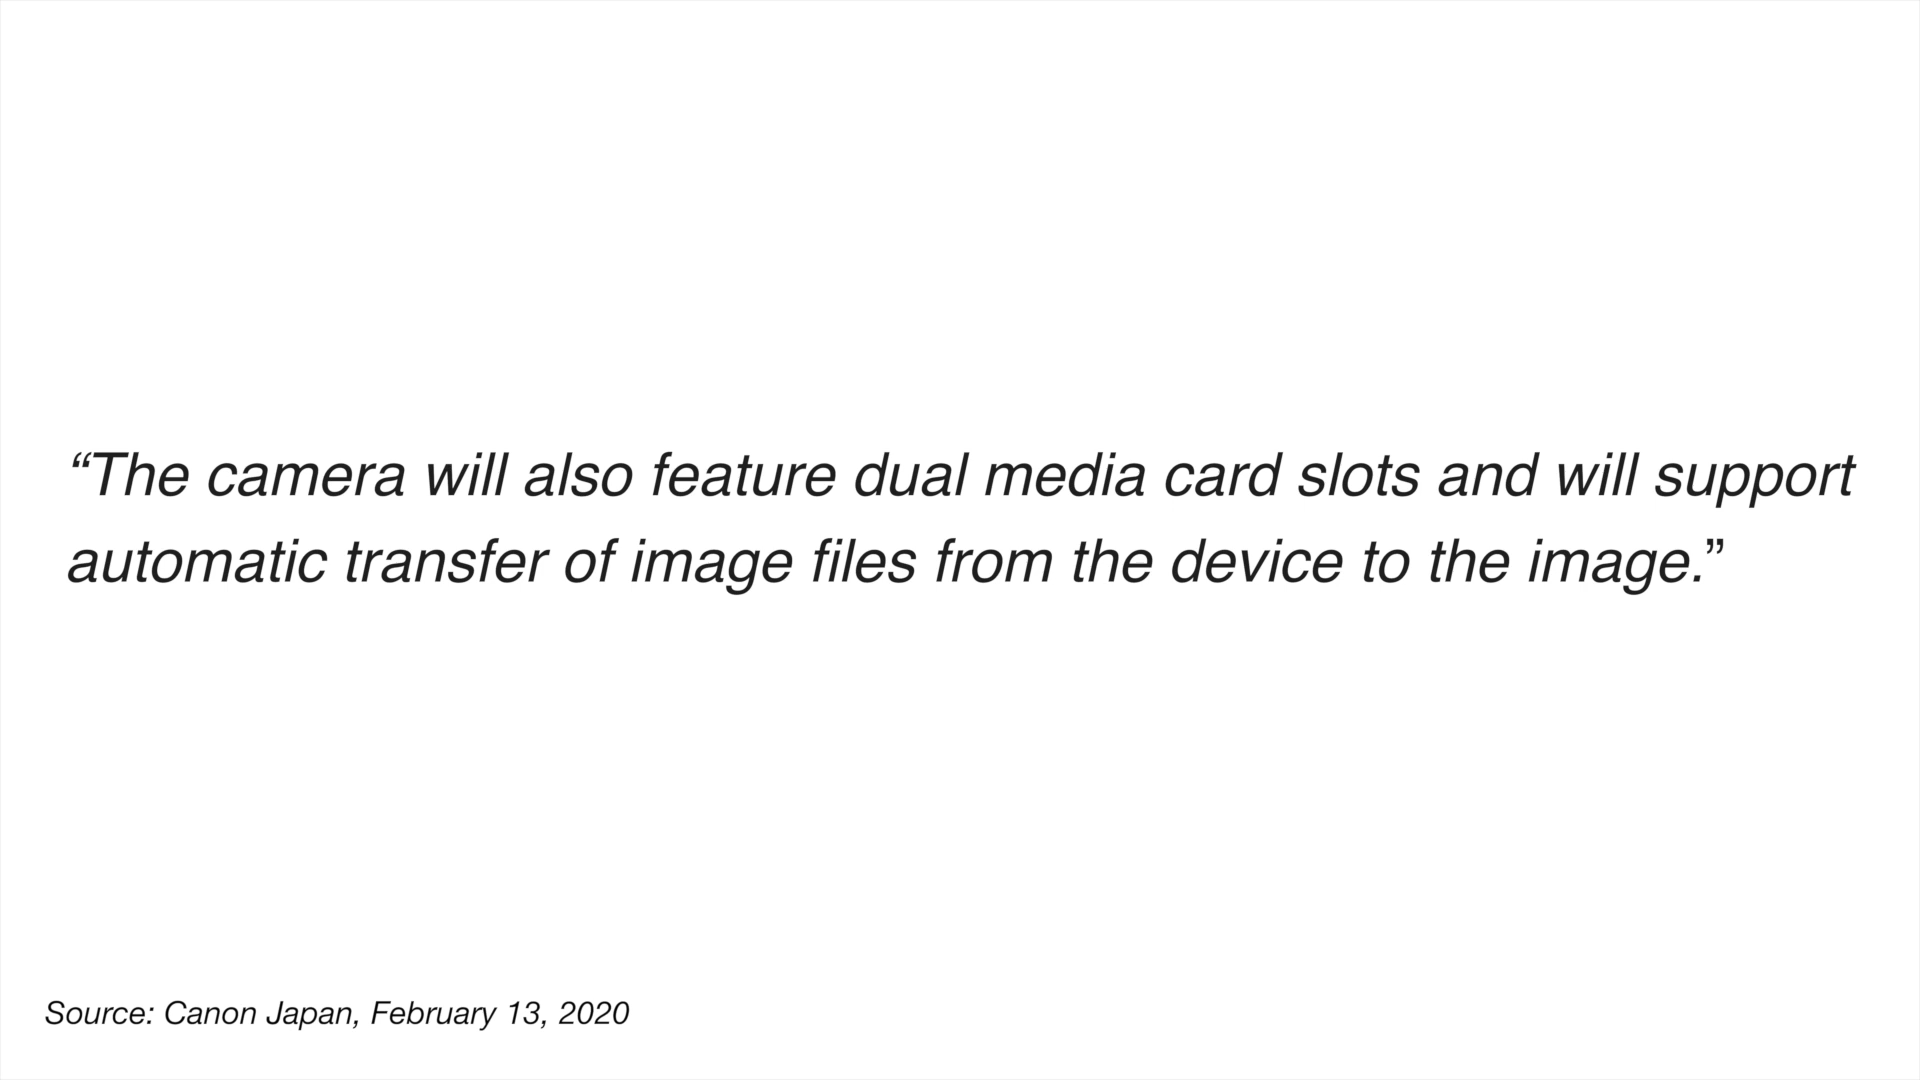 “The camera will also feature dual media card slots and will support
automatic transfer of image files from the device to the image.”
Source: Canon Japan, February 13, 2020